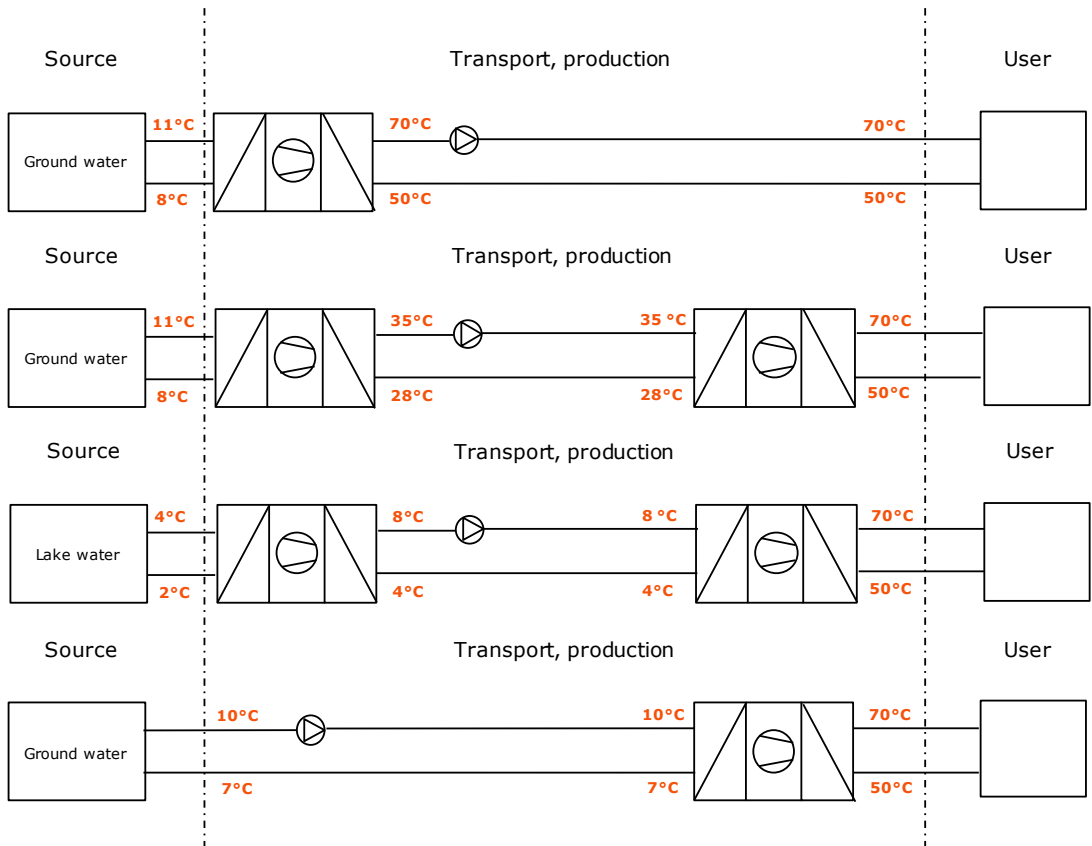 Source Transport, production User
11°C 70°C 70°C
Ground water
8°C 50°C 50°C
Source Transport, production User
11°C 35°C 35 °C 70°C
Ground water
8°C 28°C 28°C 50°C
Source Transport, production User
4°C 8°C 8 °C 70°C
Lake water
2°C 4°C 4°C 50°C
Source Transport, production User
10°C 10°C 70°C
Ground water
7°C 7°C 50°C